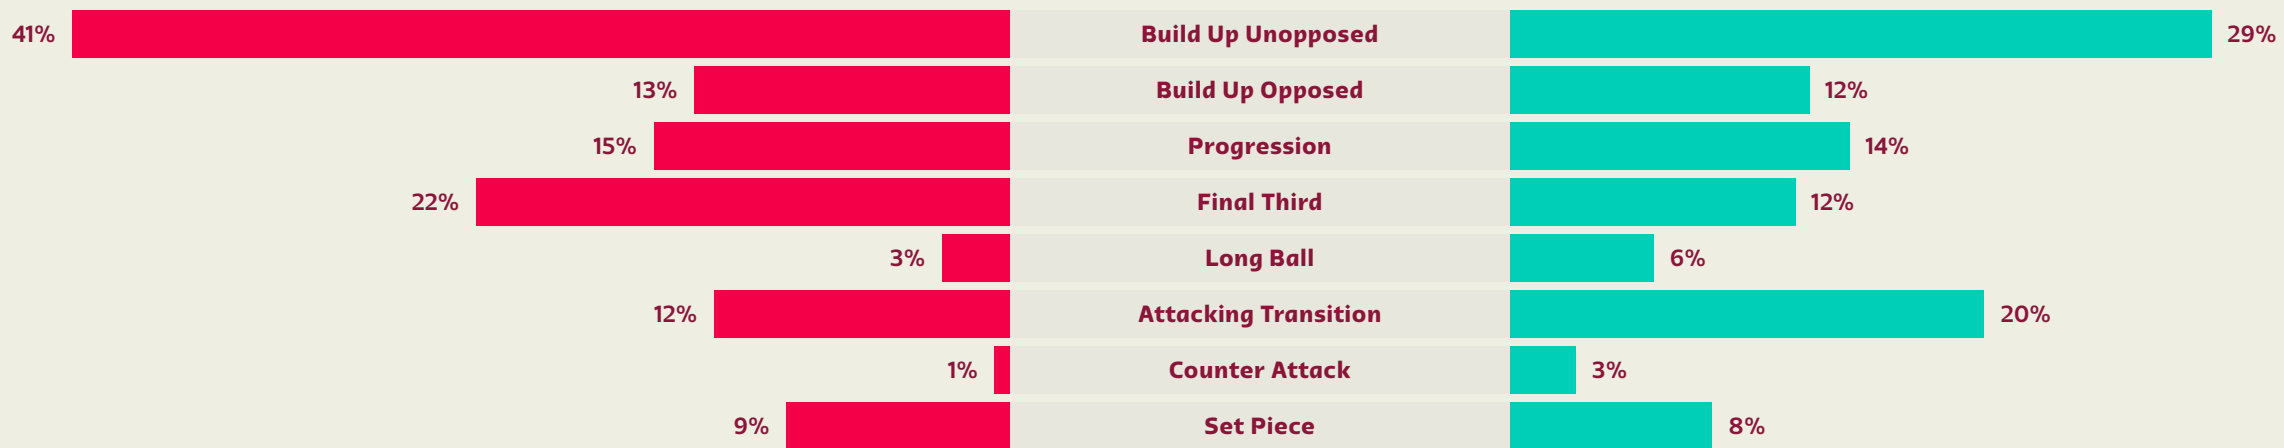 41% Build Up Unopposed 29%
13% Build Up Opposed 12%
15% Progression 14%
22% Final Third 12%
3% Long Ball 6%
12% Attacking Transition 20%
1% Counter Attack 3%
9% Set Piece 8%